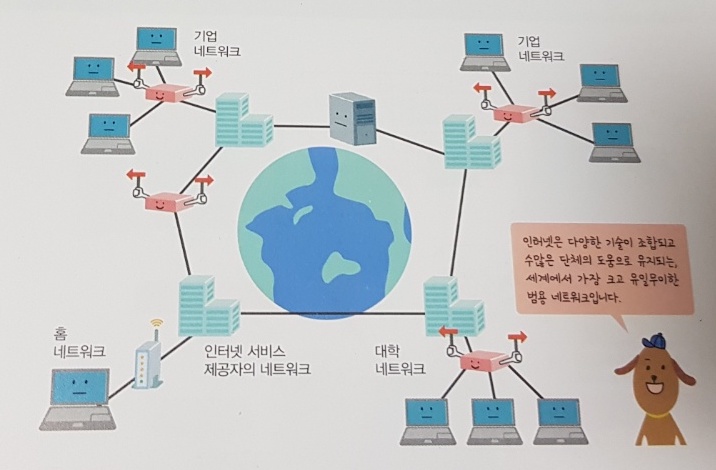 기업
네트워크
기업
네트워크
인터넷은 다양한 기술이 조합되고
수많은 단체의 도움으로 유지되는,
세계에서 가장 크고 유일무이한
범용 네트워크입니다.
홈
네트워크
인터넷 서비스
제공자의 네트워크
대학
네트워크